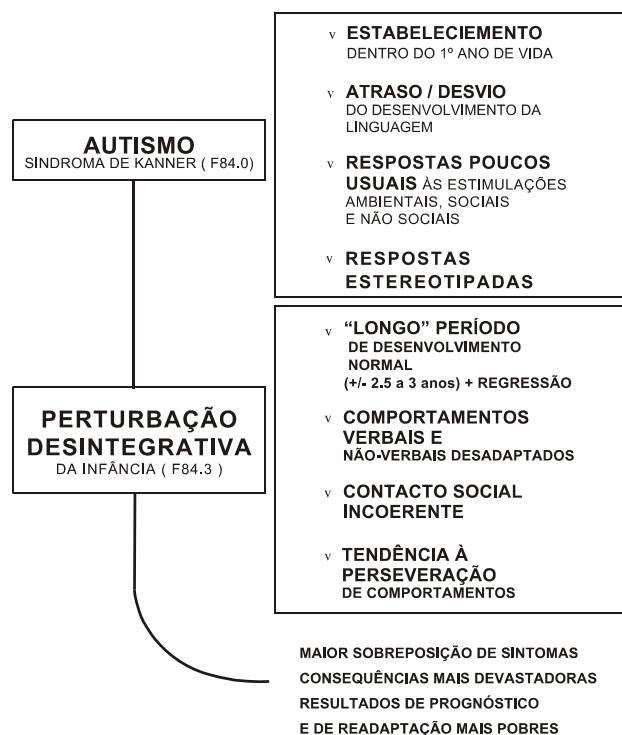 AUTISMO
SÍNDROMA DE KANNER ( F84.0)
v ESTABELECIEMENTO
DENTRO DO 1º ANO DE VIDA
v ATRASO / DESVIO
DO DESENVOLVIMENTO DA
LINGUAGEM
v RESPOSTAS POUCOS
USUAIS ÀS ESTIMULAÇÕES
AMBIENTAIS, SOCIAIS
E NÃO SOCIAIS
v RESPOSTAS
ESTEREOTIPADAS
PERTURBAÇÃO
DESINTEGRATIVA
DA INFÂNCIA ( F84.3 )
v “LONGO” PERÍODO
DE DESENVOLVIMENTO
NORMAL
(+/- 2.5 a 3 anos) + REGRESSÃO
v COMPORTAMENTOS
VERBAIS E
NÃO-VERBAIS DESADAPTADOS
v CONTACTO SOCIAL
INCOERENTE
v TENDÊNCIA À
PERSEVERAÇÃO
DE COMPORTAMENTOS
MAIOR SOBREPOSIÇÃO DE SINTOMAS
CONSEQUÊNCIAS MAIS DEVASTADORAS
RESULTADOS DE PROGNÓSTICO
E DE READAPTAÇÃO MAIS POBRES